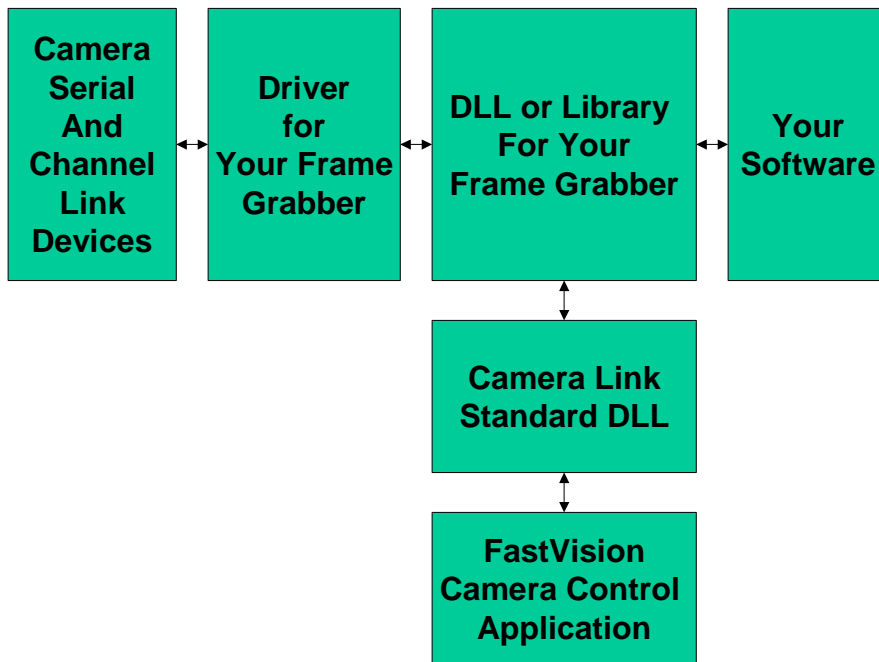 Camera
Serial
And
Channel
Link
Devices
Driver
for
Your Frame
Grabber
DLL or Library
For Your
Frame Grabber
Your
Software
Camera Link
Standard DLL
FastVision
Camera Control
Application